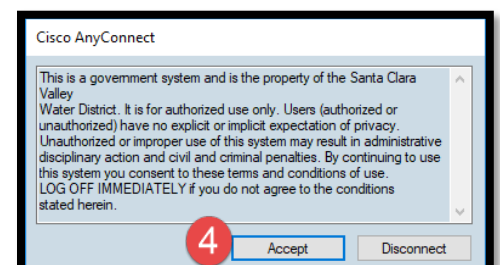 Cisco AnyConnect
This is a government system and is the property of the Santa Clara
Valley
Water District. It is for authorized use only. Users (authorized or
unauthorized) have no explicit or implicit expectation of privacy.
Unauthorized or improper use of this system may result in administrative
disciplinary action and civil and criminal penalties. By continuing to use
this system you consent to these terms and conditions of use.
LOG OFF IMMEDIATELY if you do not agree to the conditions
stated herein.
4
Accept
Disconnect